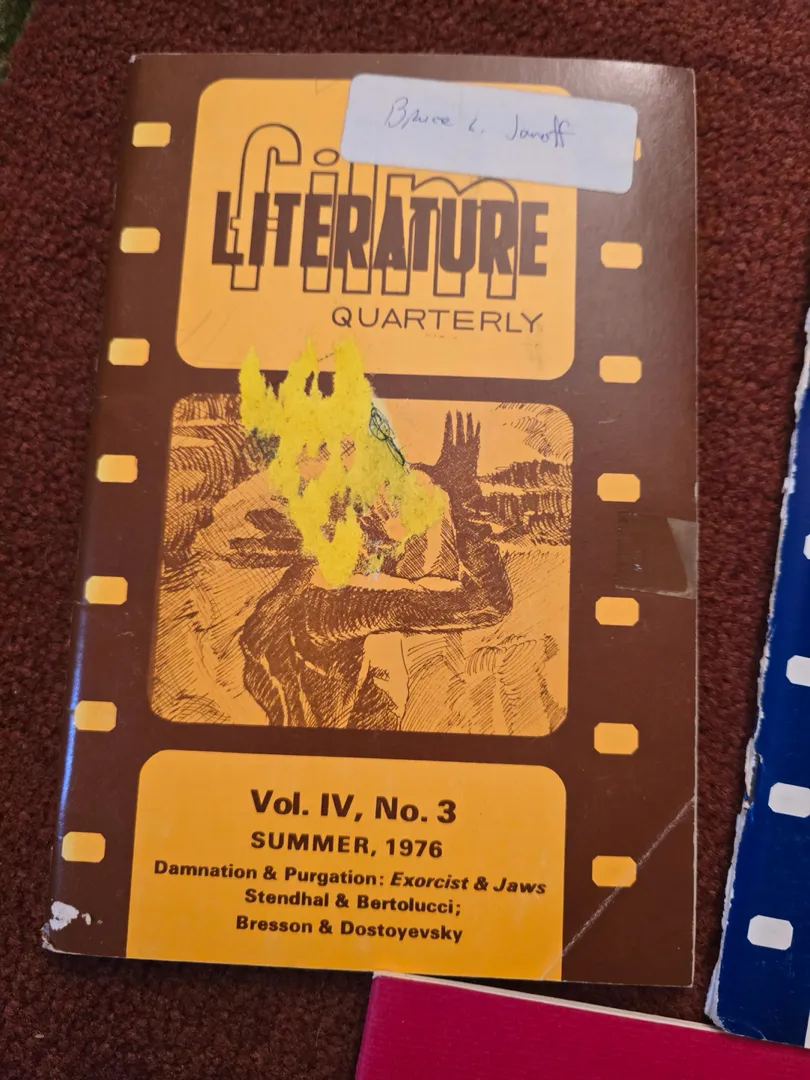 Bruce L. Janoff
film
LITERATURE
QUARTERLY
Vol. IV, No. 3
SUMMER, 1976
Damnation & Purgation: Exorcist & Jaws
Stendhal & Bertolucci;
Bresson & Dostoyevsky